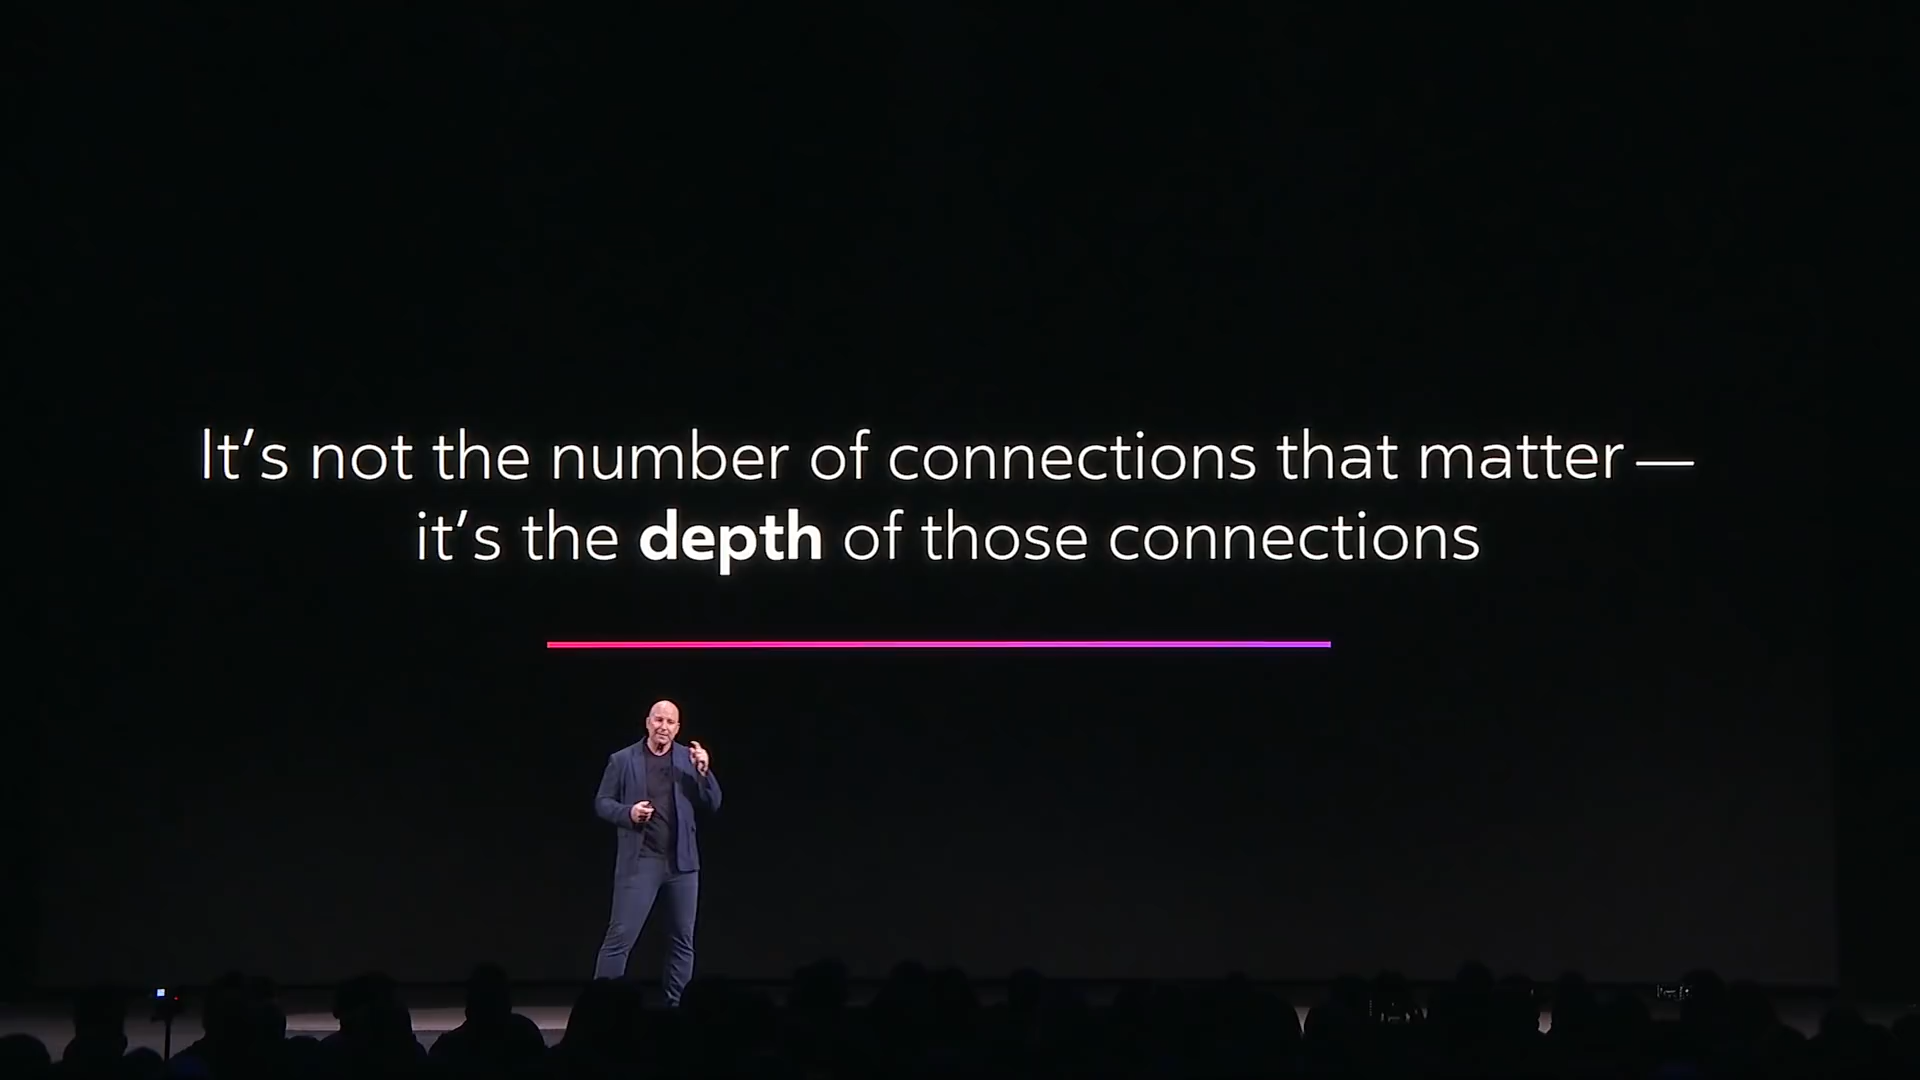 It's not the number of connections that matter—
it's the depth of those connections